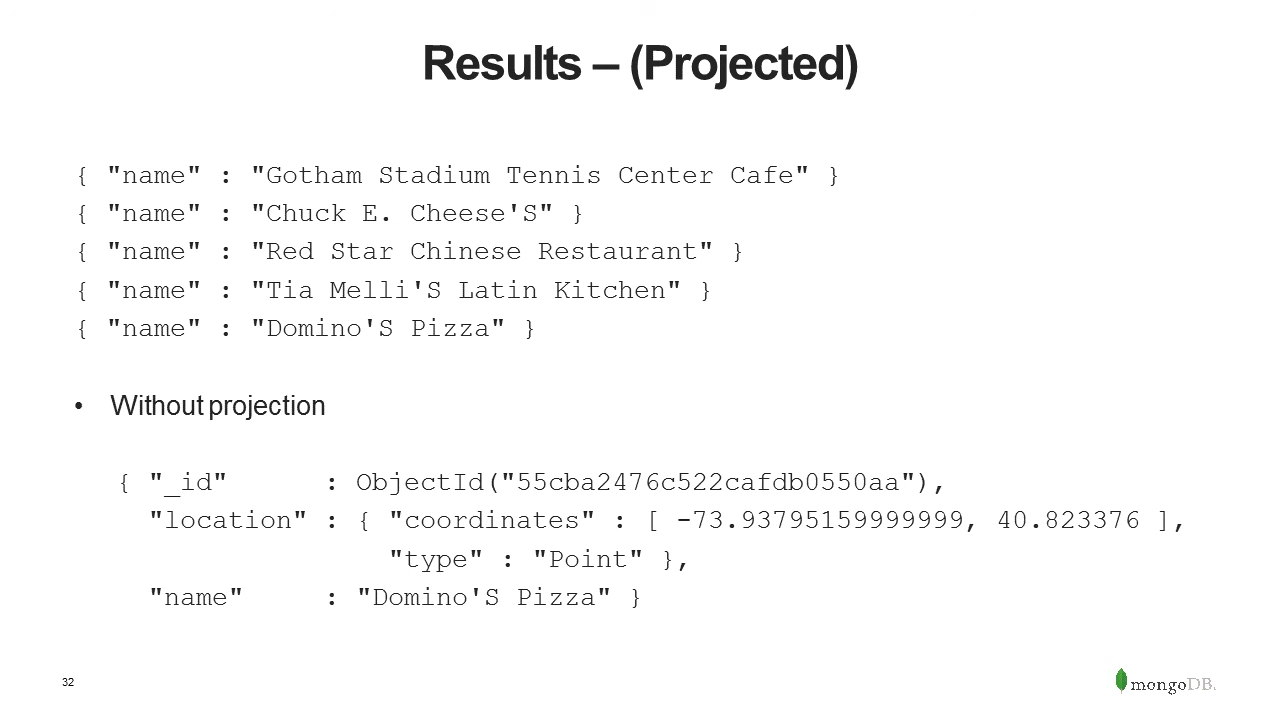 Results – (Projected)
{ "name" : "Gotham Stadium Tennis Center Cafe" }
{ "name" : "Chuck E. Cheese'S" }
{ "name" : "Red Star Chinese Restaurant" }
{ "name" : "Tia Melli'S Latin Kitchen" }
{ "name" : "Domino'S Pizza" }
• Without projection
{ "_id" : ObjectId("55cba2476c522cafdb0550aa"),
"location" : { "coordinates" : [ -73.93795159999999, 40.823376 ],
"type" : "Point" },
"name" : "Domino'S Pizza" }
32
mongoDB.